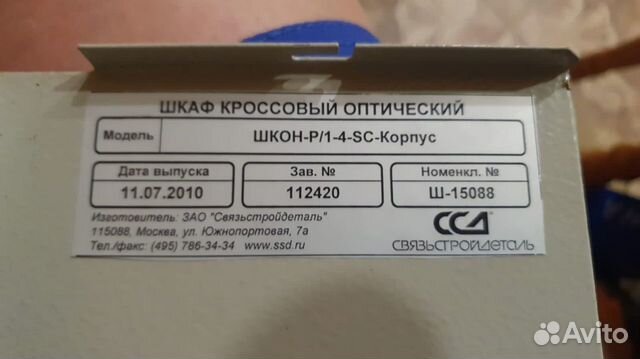 ШКАФ КРОССОВЫЙ ОПТИЧЕСКИЙ
Модель ШКОН-Р/1-4-SC-Корпус
Дата выпуска Зав. № Номенкл. №
11.07.2010 112420 Ш-15088
Изготовитель: ЗАО "Связьстройдеталь"
115088, Москва, ул. Южнопортовая, 7а
Тел./факс: (495) 786-34-34 www.ssd.ru
ССД
СВЯЗЬСТРОЙДЕТАЛЬ
Avito